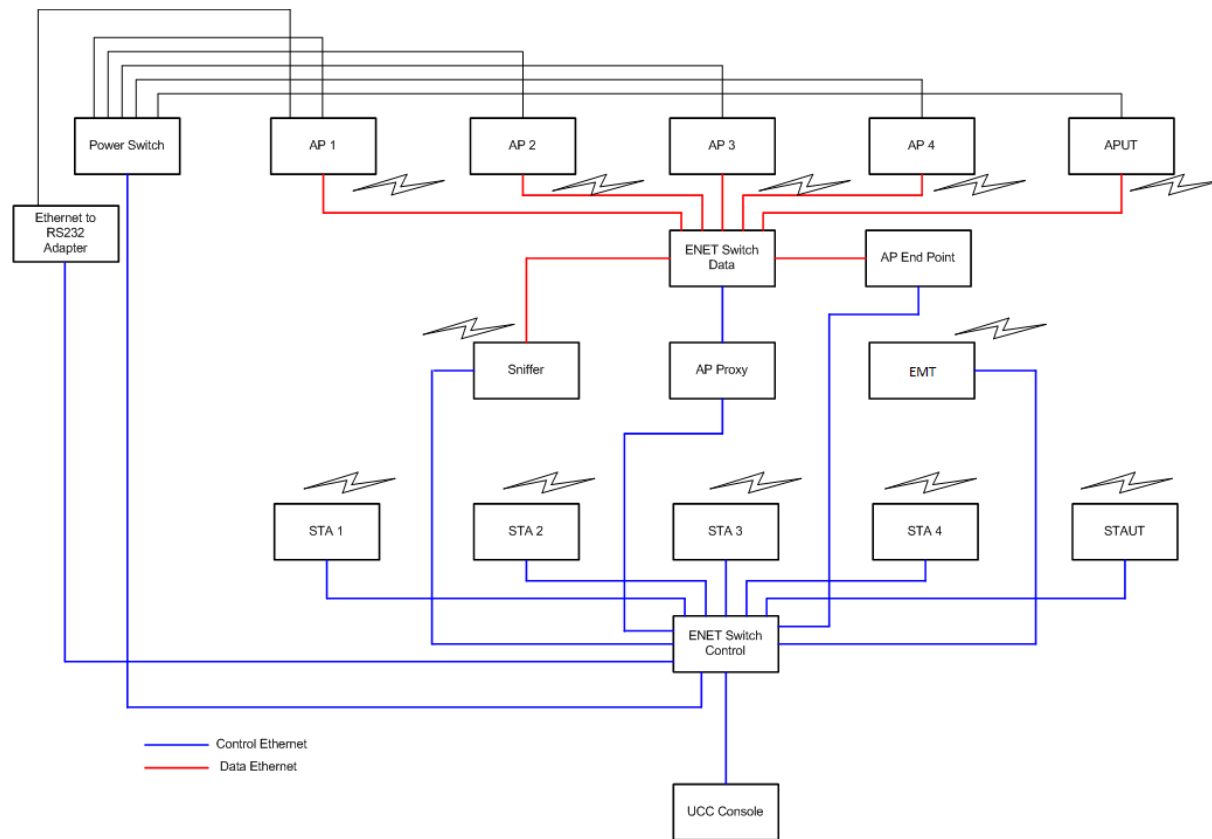 Power Switch
AP 1
AP 2
AP 3
AP 4
APUT
Ethernet to
RS232
Adapter
ENET Switch
Data
AP End Point
Sniffer
AP Proxy
EMT
STA 1
STA 2
STA 3
STA 4
STAUT
ENET Switch
Control
Control Ethernet
Data Ethernet
UCC Console